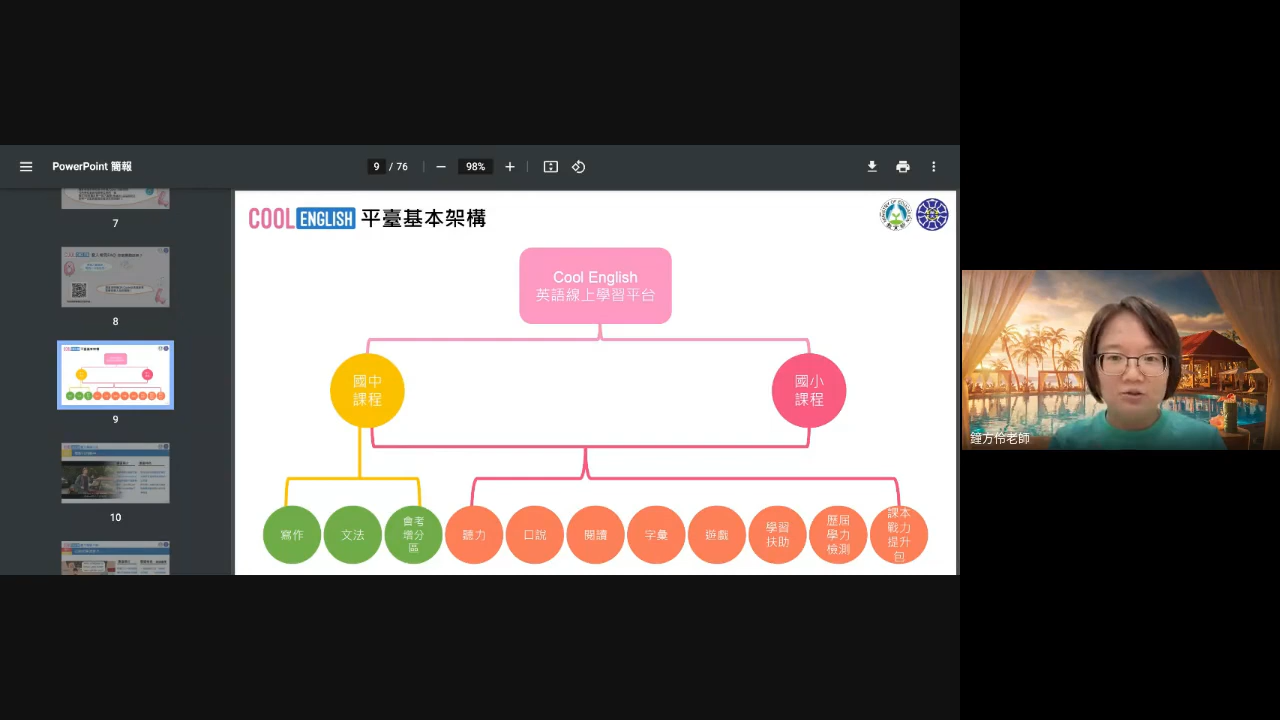 PowerPoint 簡報
9 / 76
98%
7
8
9
10
COOL ENGLISH 平臺基本架構
Cool English
英語線上學習平台
國中
課程
國小
課程
寫作
文法
會考
增分
區
聽力
口說
閱讀
字彙
遊戲
學習
扶助
歷屆
學力
檢測
課本
戰力
提升
包
鐘方伶老師